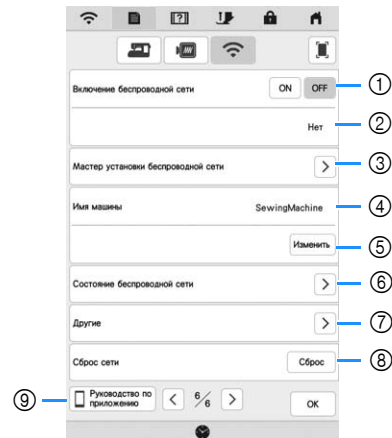 Включение беспроводной сети ON OFF ①
Нет ②
Мастер установки беспроводной сети > ③
Имя машины SewingMachine ④
Изменить ⑤
Состояние беспроводной сети > ⑥
Другие > ⑦
Сброс сети Сброс ⑧
⑨ Руководство по
приложению < 6/6 > OK